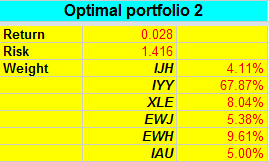 Optimal portfolio 2
Return 0.028
Risk 1.416
Weight IJH 4.11%
IYY 67.87%
XLE 8.04%
EWJ 5.38%
EWH 9.61%
IAU 5.00%